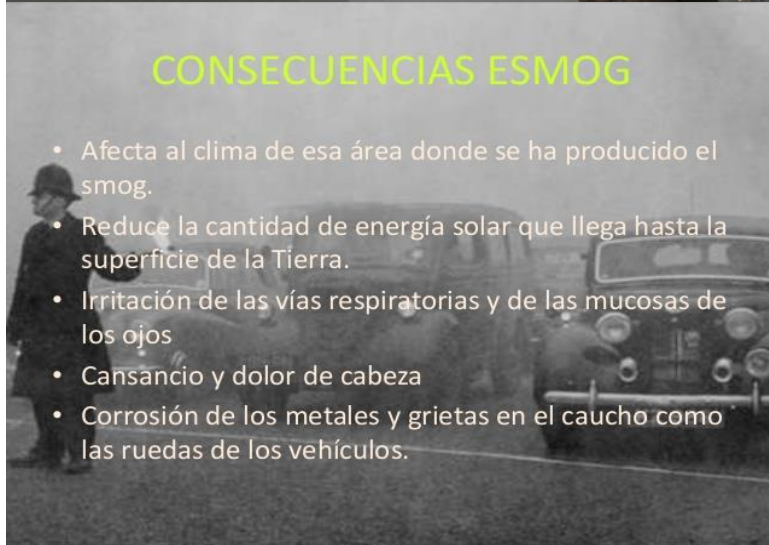 CONSECUENCIAS ESMOG
• Afecta al clima de esa área donde se ha producido el
smog.
• Reduce la cantidad de energía solar que llega hasta la
superficie de la Tierra.
• Irritación de las vías respiratorias y de las mucosas de
los ojos
• Cansancio y dolor de cabeza
• Corrosión de los metales y grietas en el caucho como
las ruedas de los vehículos.